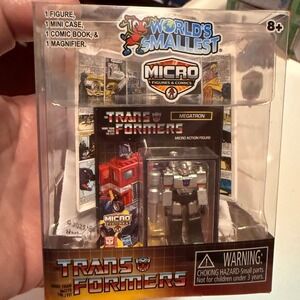 1 FIGURE,
1 MINI CASE,
1 COMIC BOOK, &
1 MAGNIFIER.
WORLD'S
SMALLEST
8+
MICRO
FIGURES & COMICS
TRANS
FORMERS
MEGATRON
MICRO ACTION FIGURE
MICRO
WARNING:
CHOKING HAZARD-Small parts
Not for children under 3 years.
TRANS
FORMERS